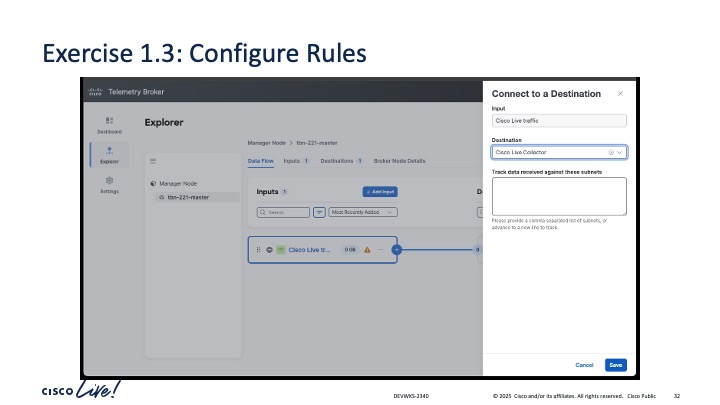 Exercise 1.3: Configure Rules
CISCO
Telemetry Broker
Dashboard
Explorer
Settings
Explorer
Manager Node
tbn-221-master
Manager Node > tbn-221-master
Data Flow Inputs 1 Destinations 1 Broker Node Details
Inputs 1
+ Add Input
Search
Most Recently Added
Cisco Live tr... 0 GB
Connect to a Destination
Input
Cisco Live traffic
Destination
Cisco Live Collector
Track data received against these subnets
Please provide a comma separated list of subnets, or
advance to a new line to track.
Cancel Save
CISCO Live!
DEVWKS-2340
© 2025 Cisco and/or its affiliates. All rights reserved. Cisco Public
32